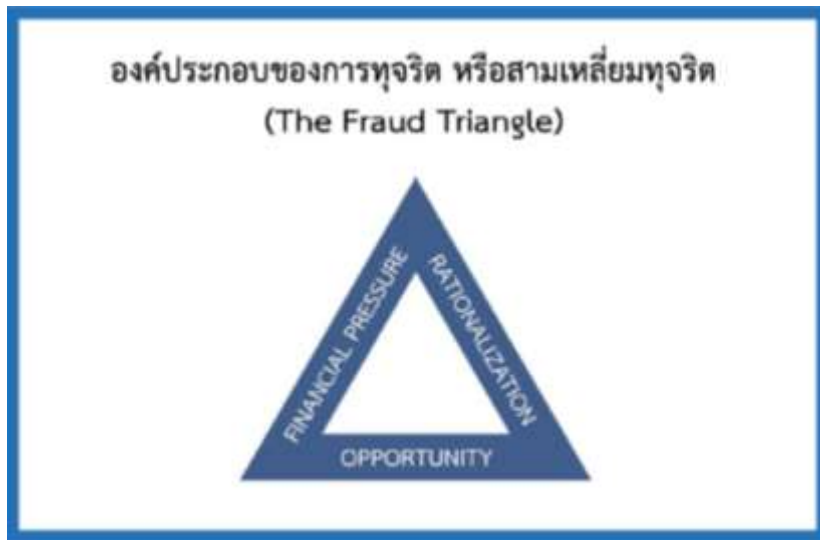 องค์ประกอบของการทุจริต หรือสามเหลี่ยมทุจริต
(The Fraud Triangle)
FINANCIAL PRESSURE
RATIONALIZATION
OPPORTUNITY